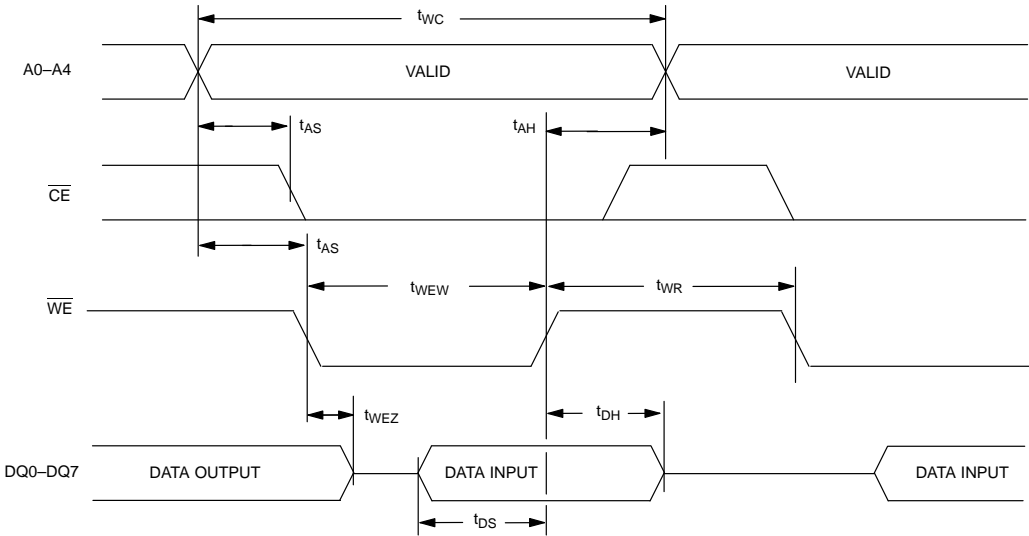 tWC
A0–A4 VALID VALID
tAS tAH
CE
tAS
tWEW tWR
WE
tWEZ tDH
DQ0–DQ7 DATA OUTPUT DATA INPUT DATA INPUT
tDS